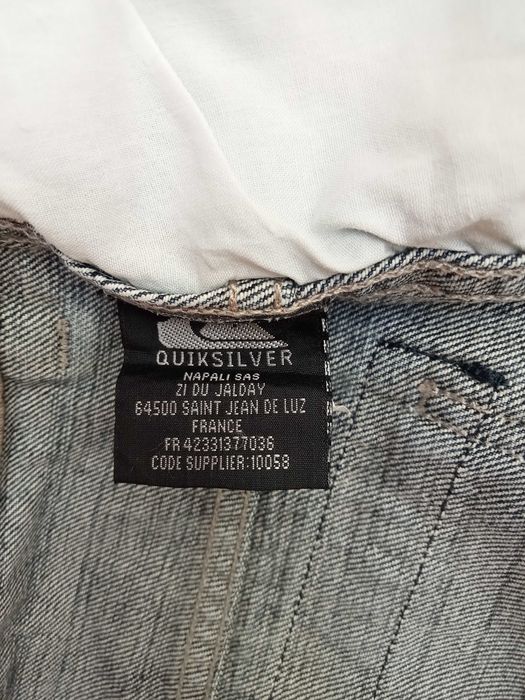 QUIKSILVER
NAPALI SAS
ZI DU JALDAY
64500 SAINT JEAN DE LUZ
FRANCE
FR 42331377036
CODE SUPPLIER:10058